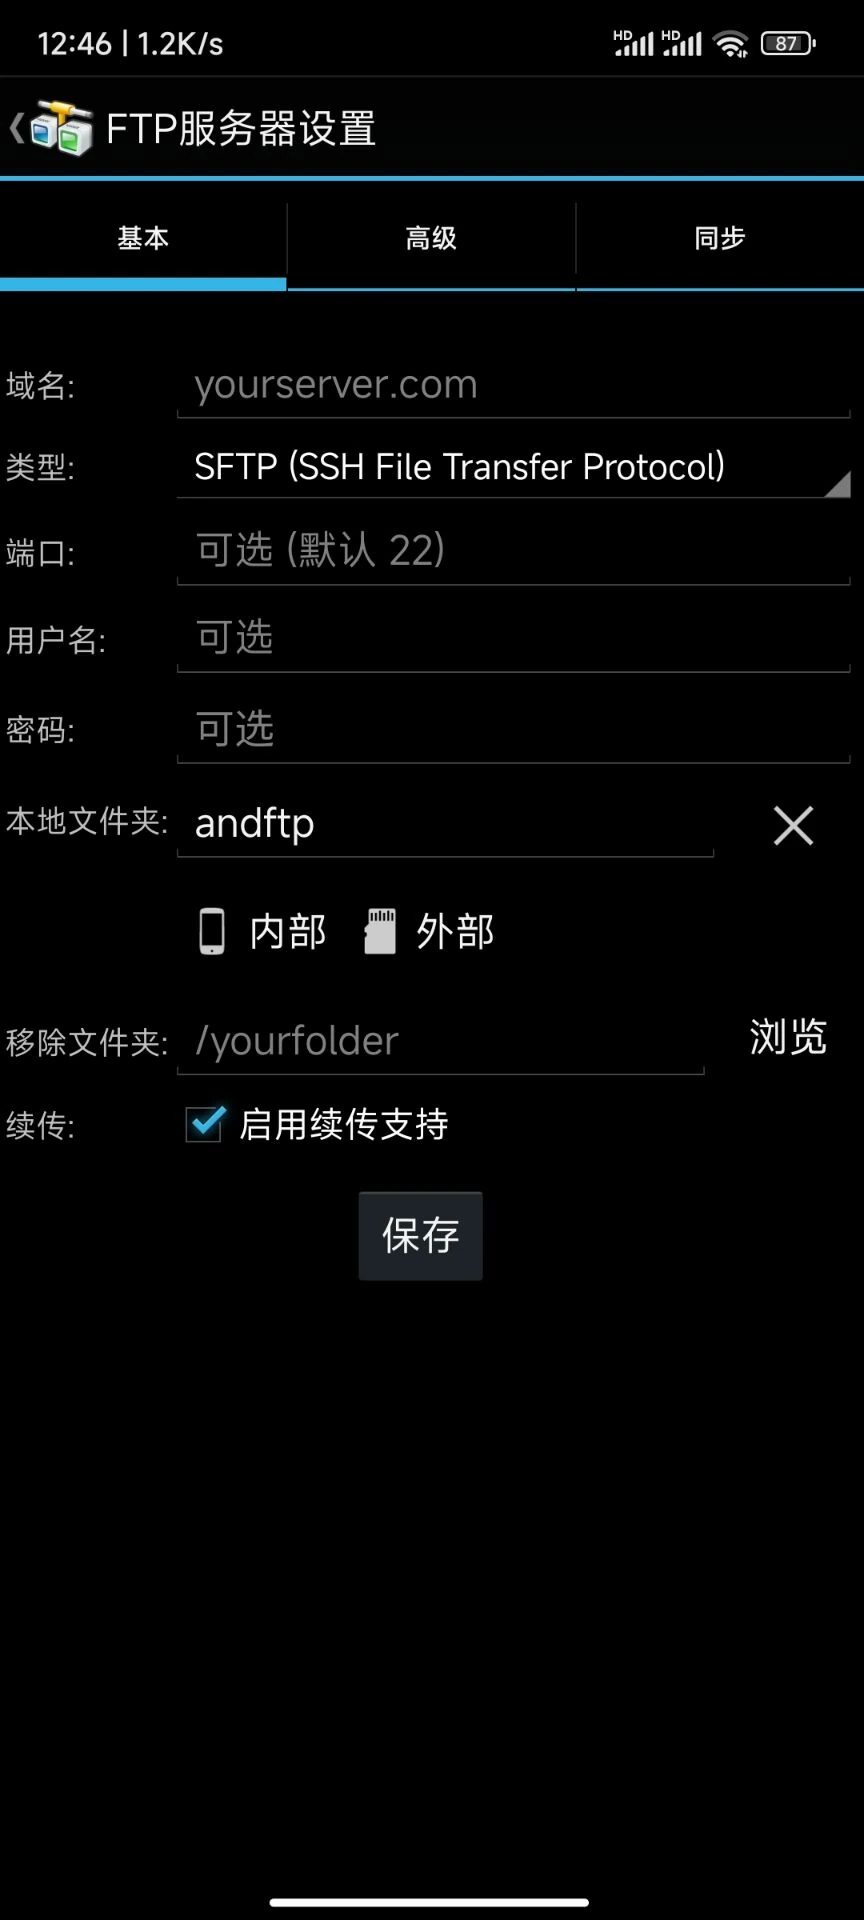 12:46 | 1.2K/s HD HD 87
FTP服务器设置
基本 高级 同步
域名: yourserver.com
类型: SFTP (SSH File Transfer Protocol)
端口: 可选 (默认 22)
用户名: 可选
密码: 可选
本地文件夹: andftp
内部 外部
移除文件夹: /yourfolder 浏览
续传: 启用续传支持
保存